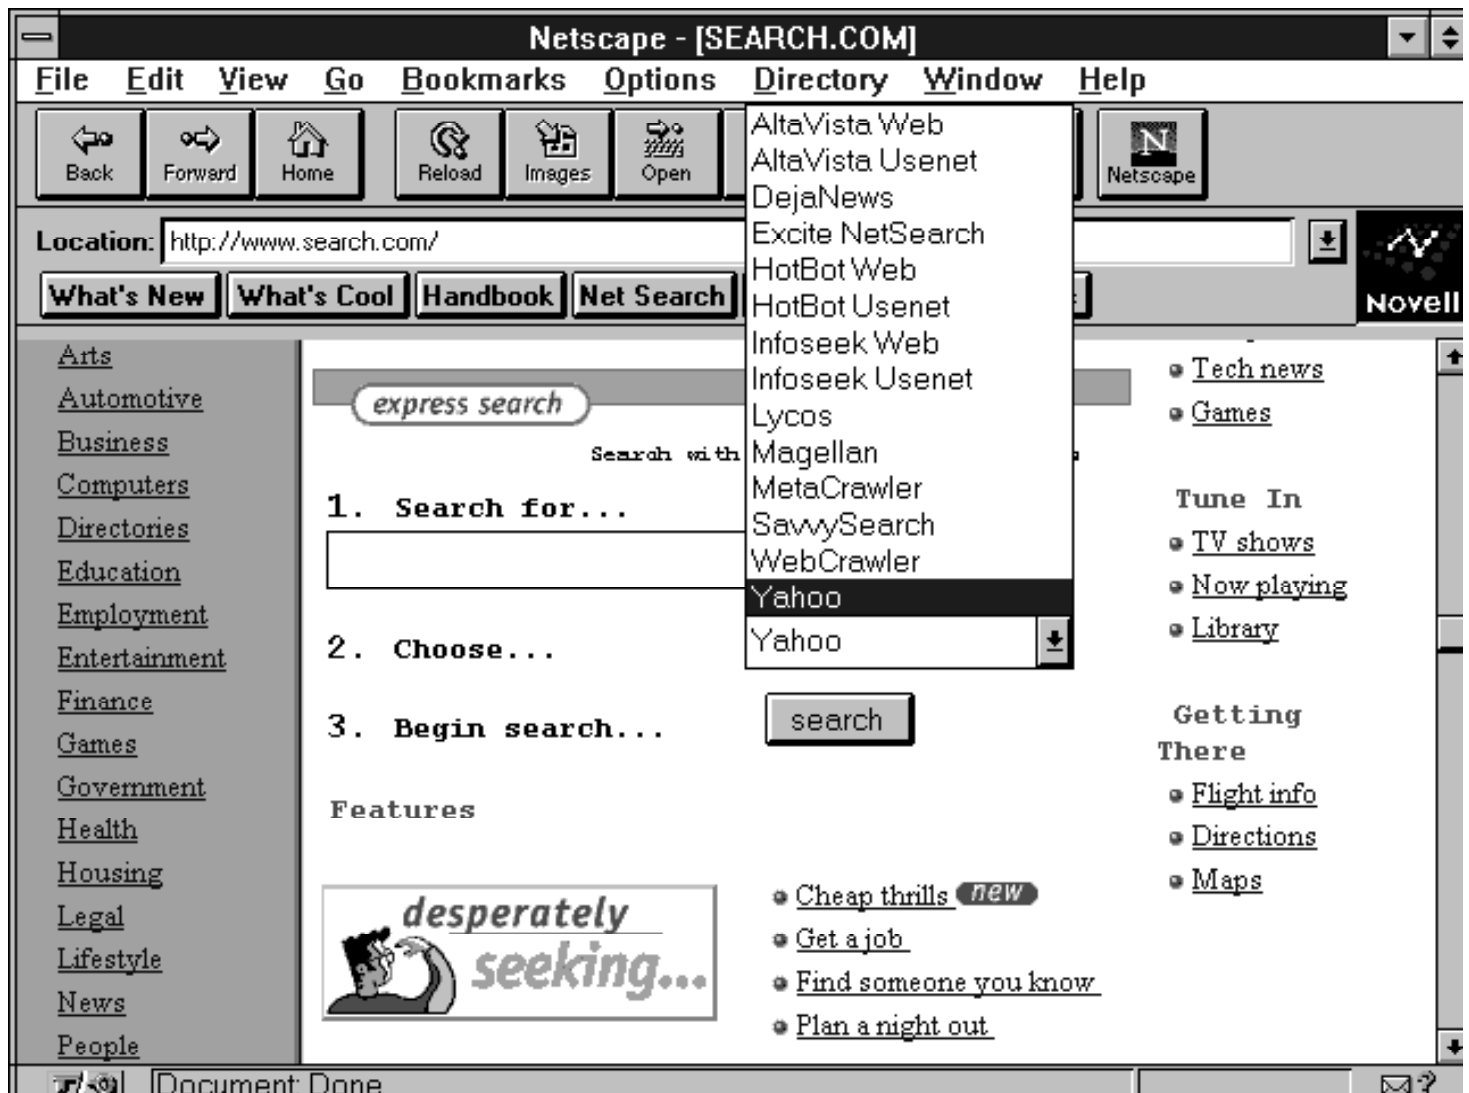 Netscape - [SEARCH.COM]
File Edit View Go Bookmarks Options Directory Window Help
Back Forward Home Reload Images Open Netscape
N
Location: http://www.search.com/
What's New What's Cool Handbook Net Search
Novell
AltaVista Web
AltaVista Usenet
DejaNews
Excite NetSearch
HotBot Web
HotBot Usenet
Infoseek Web
Infoseek Usenet
Lycos
Magellan
MetaCrawler
SavvySearch
WebCrawler
Yahoo
Yahoo
Arts
Automotive
Business
Computers
Directories
Education
Employment
Entertainment
Finance
Games
Government
Health
Housing
Legal
Lifestyle
News
People
express search
Search with
1. Search for...
2. Choose...
3. Begin search...
search
Features
desperately
seeking...
Cheap thrills new
Get a job
Find someone you know
Plan a night out
Tech news
Games
Tune In
TV shows
Now playing
Library
Getting
There
Flight info
Directions
Maps
Document: Done
?